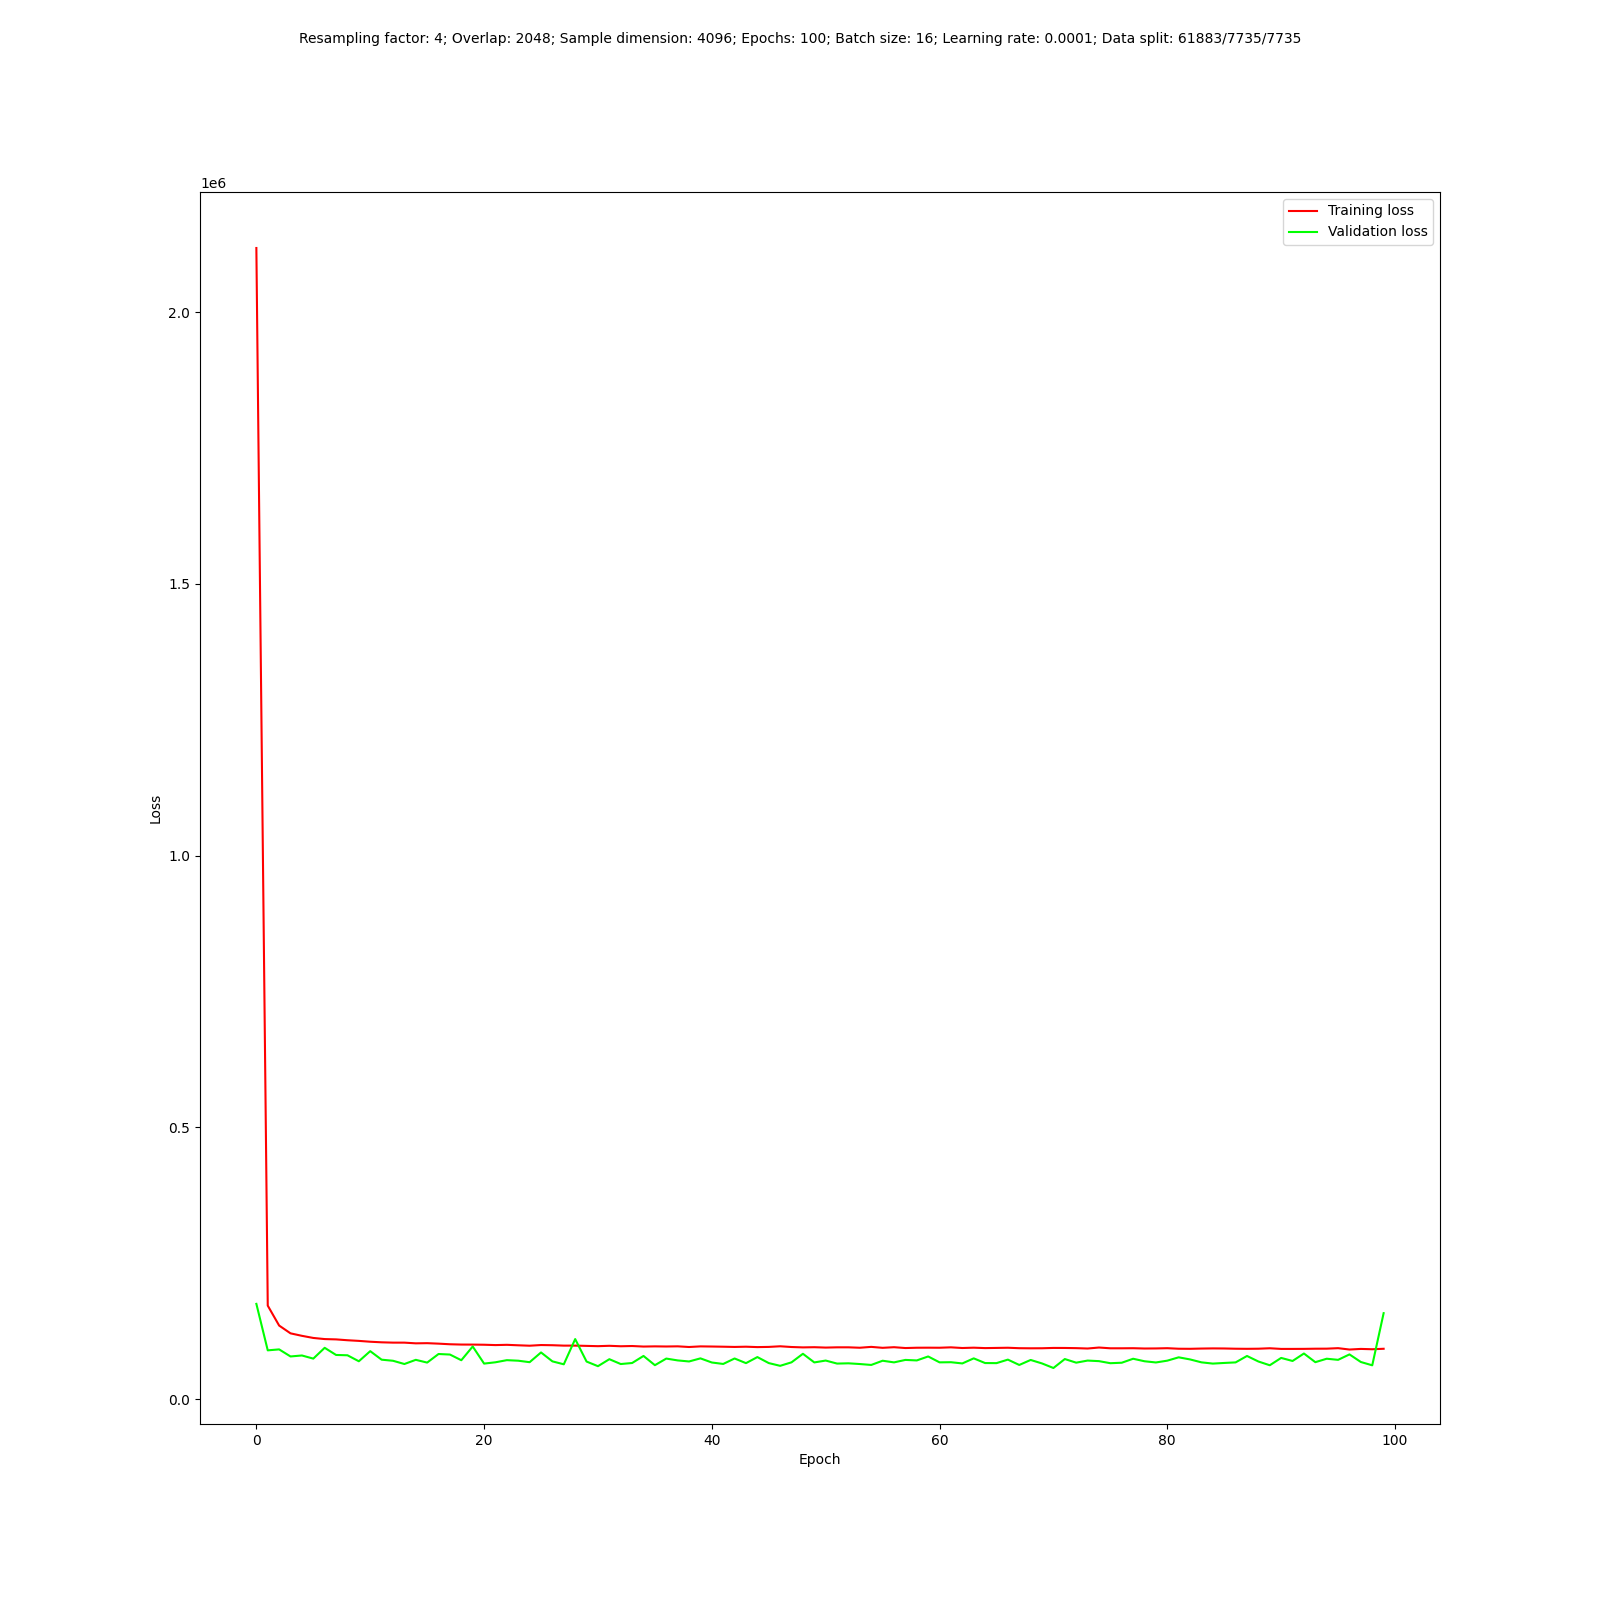 Resampling factor: 4; Overlap: 2048; Sample dimension: 4096; Epochs: 100; Batch size: 16; Learning rate: 0.0001; Data split: 61883/7735/7735
1e6
Training loss
Validation loss
2.0
1.5
1.0
0.5
0.0
Loss
0 20 40 60 80 100
Epoch